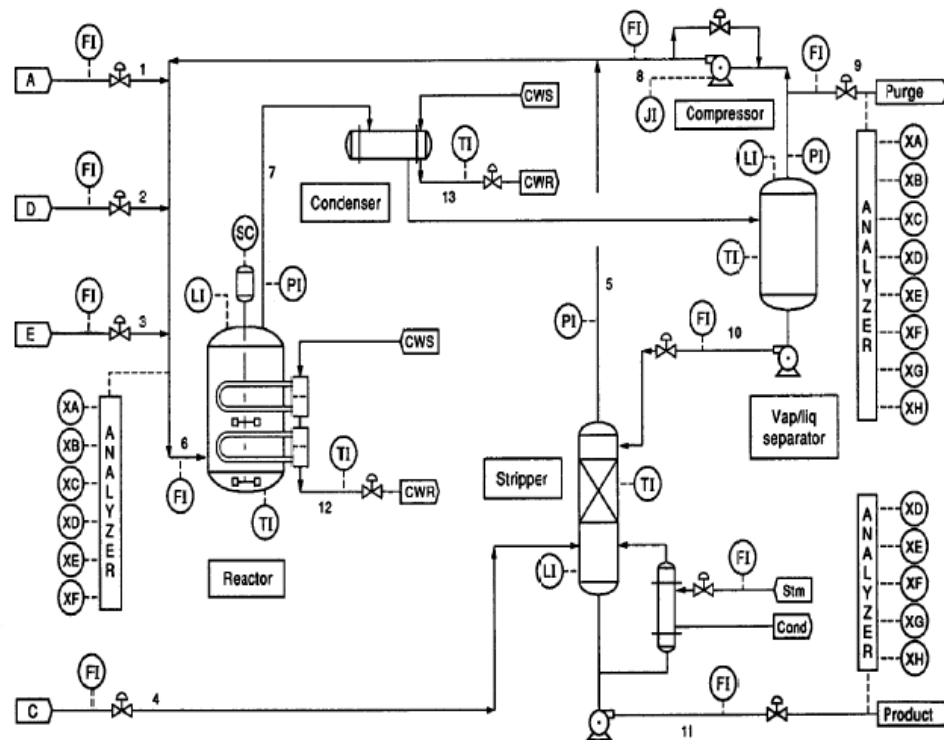 FI
FI
FI
9
A
1
8
Purge
JI
Compressor
CWS
XA
LI
PI
7
TI
XB
FI
CWR
13
Condenser
XC
D
2
ANALYZER
SC
XD
TI
XE
LI
PI
5
FI
XF
PI
FI
10
E
3
CWS
XG
XA
XH
ANALYZER
Vap/liq
separator
XB
6
TI
XC
FI
Stripper
TI
CWR
12
XD
XD
TI
ANALYZER
XE
XE
LI
FI
Reactor
XF
XF
Stm
XG
Cond
XH
FI
FI
C
4
11
Product